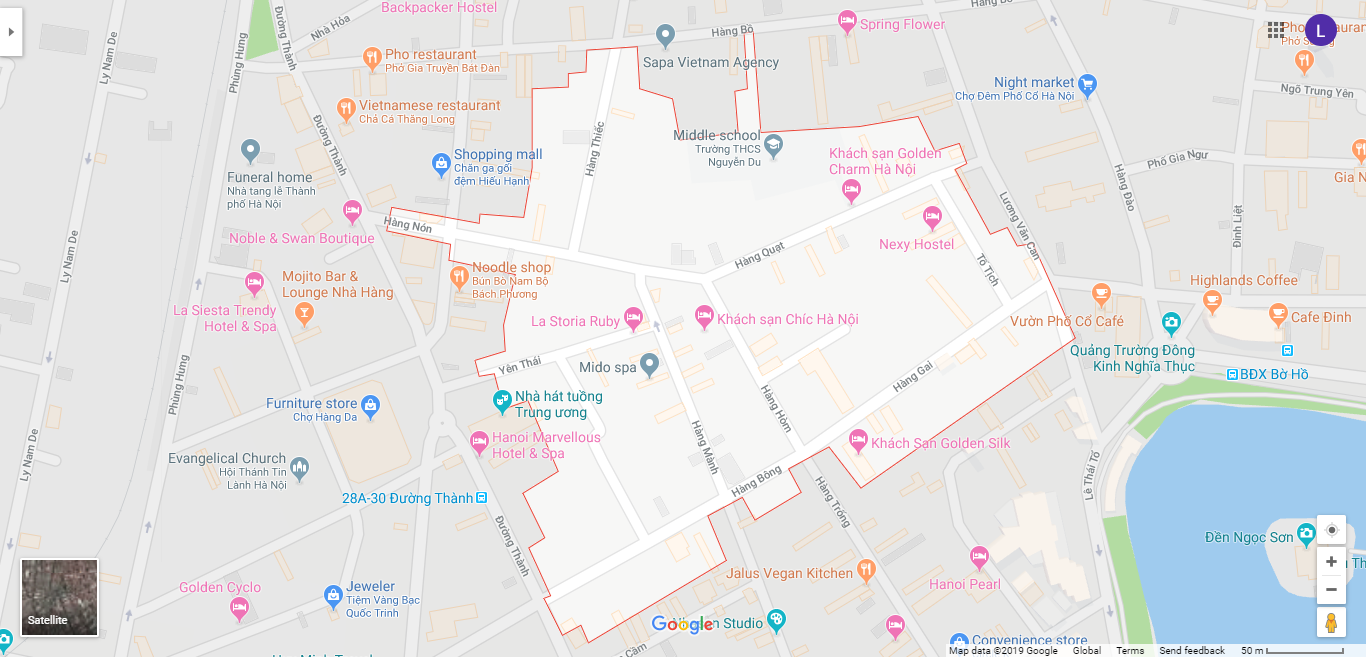 Backpacker Hostel
Hàng Bồ
Nhà Hỏa
Đường Thành
Ly Nam De
Phùng Hưng
Hàng Bồ
Spring Flower
L
Pho restaurant
Phở Gia Truyền Bát Đàn
Sapa Vietnam Agency
Night market
Chợ Đêm Phố Cổ Hà Nội
Ngõ Trung Yên
Vietnamese restaurant
Chả Cá Thăng Long
Đường Thành
Hàng Thiếc
Middle school
Trường THCS
Nguyễn Du
Shopping mall
Chăn ga gối
đệm Hiếu Hạnh
Khách sạn Golden
Charm Hà Nội
Phố Gia Ngư
Gia N
Funeral home
Nhà tang lễ Thành
phố Hà Nội
Hàng Đào
Lương Văn Can
Đinh Liệt
Noble & Swan Boutique
Hàng Nón
Nexy Hostel
Hàng Quạt
Tô Tịch
Ly Nam De
Noodle shop
Bún Bò Nam Bộ
Bách Phương
Mojito Bar &
Lounge Nhà Hàng
La Siesta Trendy
Hotel & Spa
Highlands Coffee
La Storia Ruby
Khách sạn Chíc Hà Nội
Vườn Phố Cổ Café
Cafe Đinh
Quảng Trường Đông
Kinh Nghĩa Thục
Yên Thái
Mido spa
Hàng Gai
BĐX Bờ Hồ
Phùng Hưng
Nhà hát tuồng
Trung ương
Hàng Hòm
Furniture store
Chợ Hàng Da
Hanoi Marvellous
Hotel & Spa
Hàng Mành
Khách Sạn Golden Silk
Ly Nam De
Evangelical Church
Hội Thánh Tin
Lành Hà Nội
Hàng Bông
Lê Thái Tổ
28A-30 Đường Thành
Hàng Trống
Đường Thành
Đền Ngọc Sơn
Jalus Vegan Kitchen
Hanoi Pearl
Golden Cyclo
Jeweler
Tiệm Vàng Bạc
Quốc Trinh
Satellite
Google
Studio
Convenience store
Map data ©2019 Google
Global
Terms
Send feedback
50 m